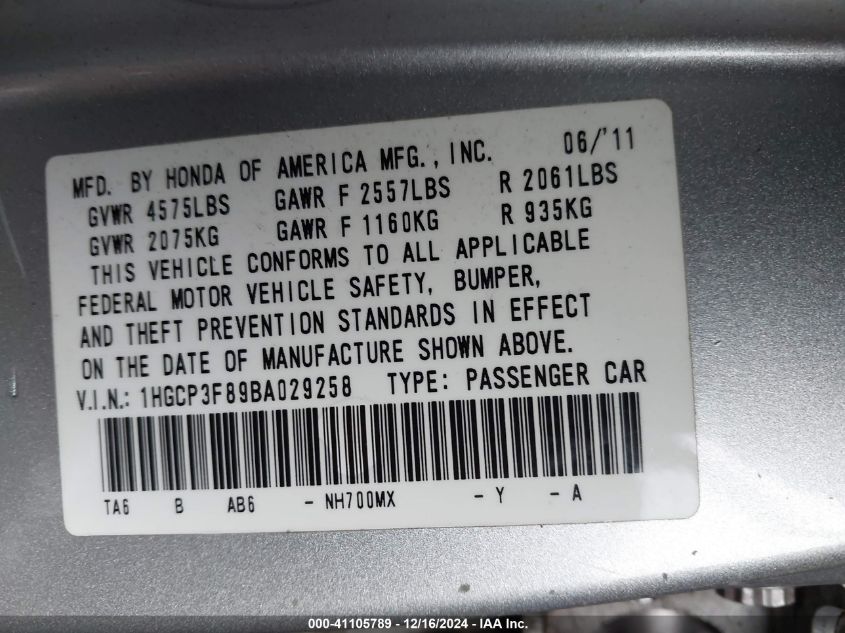 MFD. BY HONDA OF AMERICA MFG., INC. 06/'11
GVWR 4575LBS GAWR F 2557LBS R 2061LBS
GVWR 2075KG GAWR F 1160KG R 935KG
THIS VEHICLE CONFORMS TO ALL APPLICABLE
FEDERAL MOTOR VEHICLE SAFETY, BUMPER,
AND THEFT PREVENTION STANDARDS IN EFFECT
ON THE DATE OF MANUFACTURE SHOWN ABOVE.
V.I.N.: 1HGCP3F89BA029258 TYPE: PASSENGER CAR
TA6 B AB6 - NH700MX - Y - A
000-41105789 - 12/16/2024 - IAA Inc.